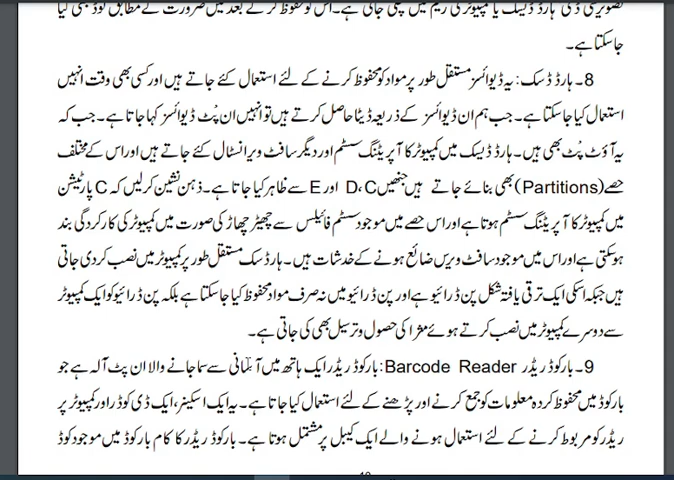 تصویری ڈی ہارڈ ڈیسک یا کمپیوٹر کی ریم میں چلی جاتی ہے۔ اس کو محفوظ کرنے کے بعد میں ضرورت کے مطابق کوڈ بھی کیا
جاسکتا ہے۔
8۔ ہارڈ ڈسک: یہ ڈیوائسز مستقل طور پر مواد کو محفوظ کرنے کے لئے استعمال کئے جاتے ہیں اور کسی بھی وقت انہیں
استعمال کیا جاسکتا ہے۔ جب ہم ان ڈیوائسز کے ذریعہ ڈیٹا حاصل کرتے ہیں تو انہیں ان پُٹ ڈیوائسز کہا جاتا ہے۔ جب کہ
یہ آؤٹ پُٹ بھی ہیں۔ ہارڈ ڈیسک میں کمپیوٹر کا آپریٹنگ سسٹم اور دیگر سافٹ ویر انسٹال کئے جاتے ہیں اور اس کے مختلف
حصے (Partitions) بھی بنائے جاتے ہیں جنھیں D،C اور E سے ظاہر کیا جاتا ہے۔ ذہن نشین کرلیں کہ C پارٹیشن
میں کمپیوٹر کا آپریٹنگ سسٹم ہوتا ہے اور اس حصے میں موجود سسٹم فائیلس سے چھیڑ چھاڑ کی صورت میں کمپیوٹر کی کارکردگی بند
ہوسکتی ہے اور اس میں موجود سافٹ ویرس ضائع ہونے کے خدشات ہیں۔ ہارڈ سک مستقل طور پر کمپیوٹر میں نصب کردی جاتی
ہیں جبکہ اسکی ایک ترقی یافتہ شکل پن ڈرائیو ہے اور پن ڈرائیو میں نہ صرف مواد محفوظ کیا جاسکتا ہے بلکہ پن ڈرائیو کو ایک کمپیوٹر
سے دوسرے کمپیوٹر میں نصب کرتے ہوئے کی حصول و ترسیل بھی کی جاتی ہے۔
9۔ بارکوڈ ریڈر Barcode Reader: بارکوڈ ریڈر ایک ہاتھ میں آسانی سے سما جانے والا ان پٹ آلہ ہے جو
بارکوڈ میں محفوظ کردہ معلومات کو جمع کرنے اور پڑھنے کے لئے استعمال کیا جاتا ہے۔ یہ ایک اسکینر، ایک ڈی کوڈر اور کمپیوٹر پر
ریڈر کو مربوط کرنے کے لئے استعمال ہونے والے ایک کیبل پر مشتمل ہوتا ہے۔ بارکوڈ ریڈر کا کام بارکوڈ میں موجود کوڈ